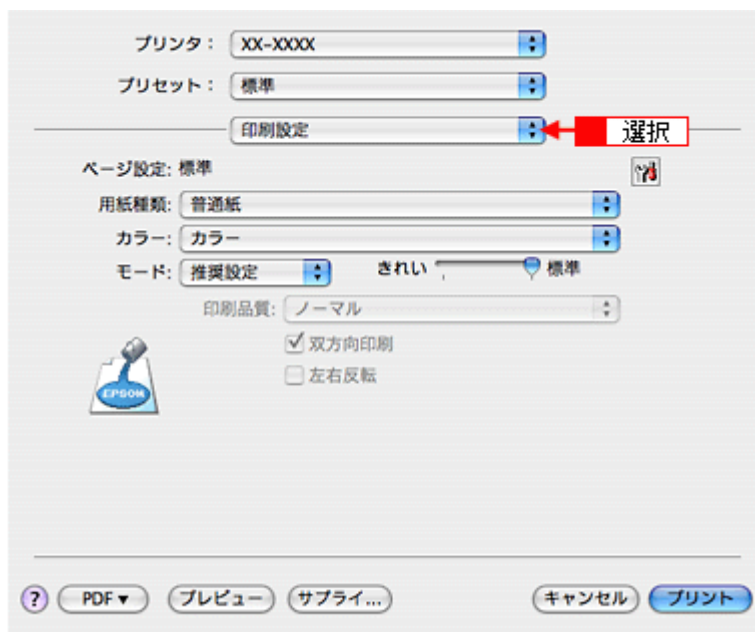 プリンタ： XX-XXXX
プリセット： 標準
印刷設定 選択
ページ設定: 標準
用紙種類: 普通紙
カラー: カラー
モード: 推奨設定 きれい 標準
印刷品質: ノーマル
双方向印刷
左右反転
EPSON
? PDF▼ プレビュー サプライ... キャンセル プリント